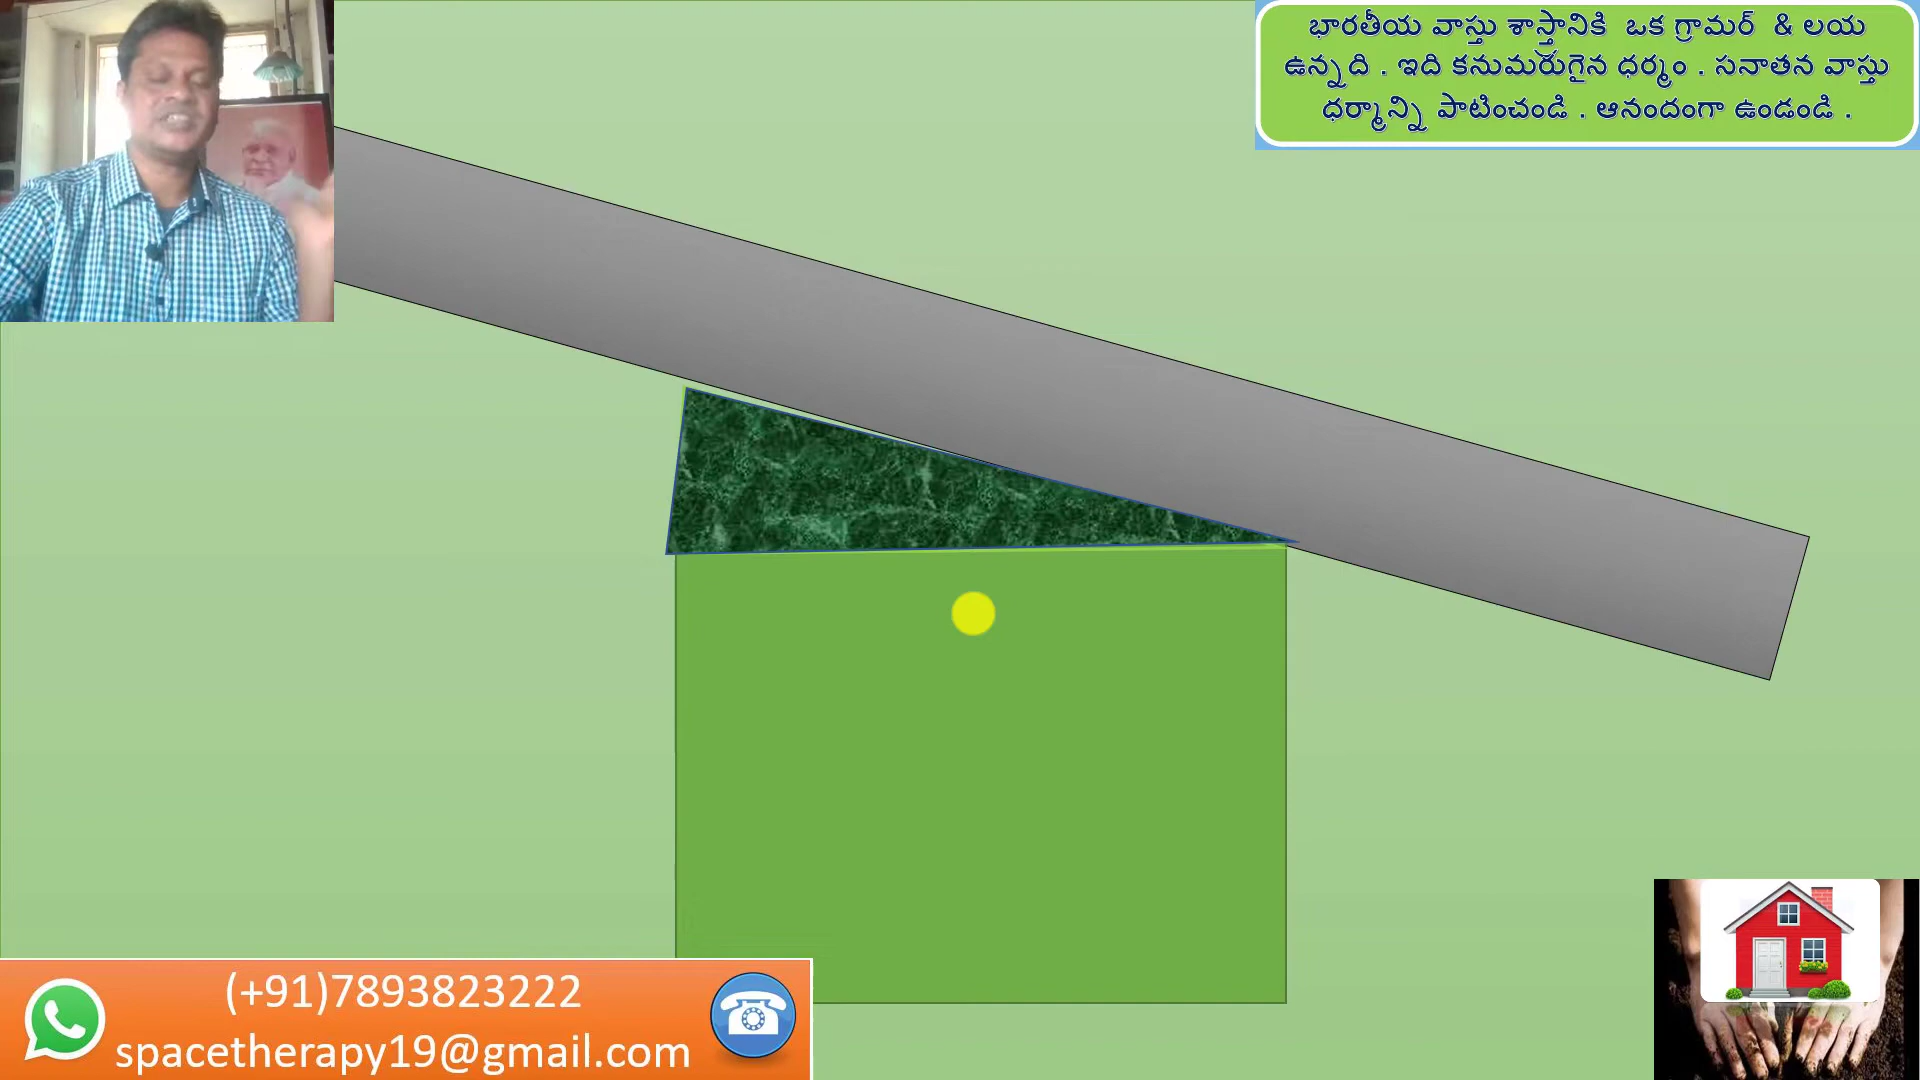 భారతీయ వాస్తు శాస్త్రానికి ఒక గ్రామర్ & లయ
ఉన్నది . ఇది కనుమరుగైన ధర్మం . సనాతన వాస్తు
ధర్మాన్ని పాటించండి . ఆనందంగా ఉండండి .
(+91)7893823222
spacetherapy19@gmail.com